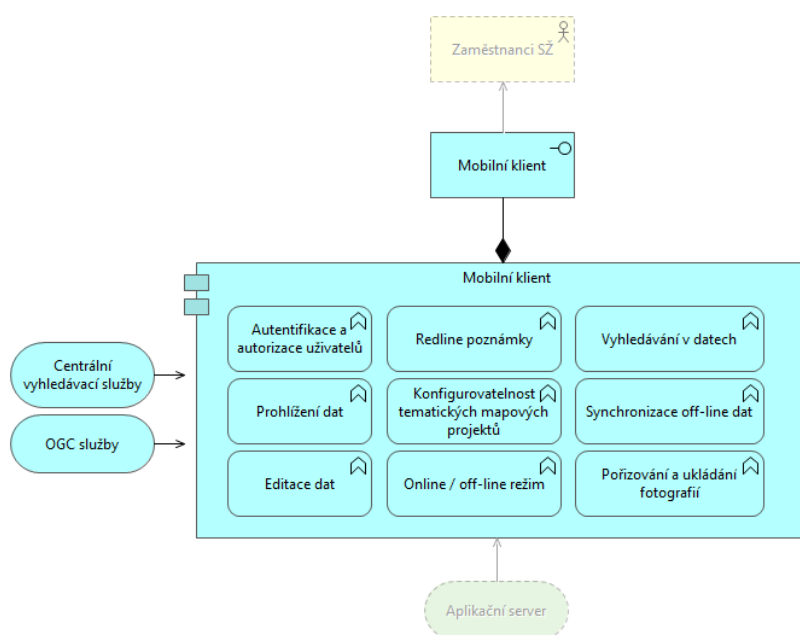 Zaměstnanci SŽ
Mobilní klient
Mobilní klient
Autentifikace a
autorizace uživatelů
Redline poznámky
Vyhledávání v datech
Centrální
vyhledávací služby
Prohlížení dat
Konfigurovatelnost
tematických mapových
projektů
Synchronizace off-line dat
OGC služby
Editace dat
Online / off-line režim
Pořizování a ukládání
fotografií
Aplikační server